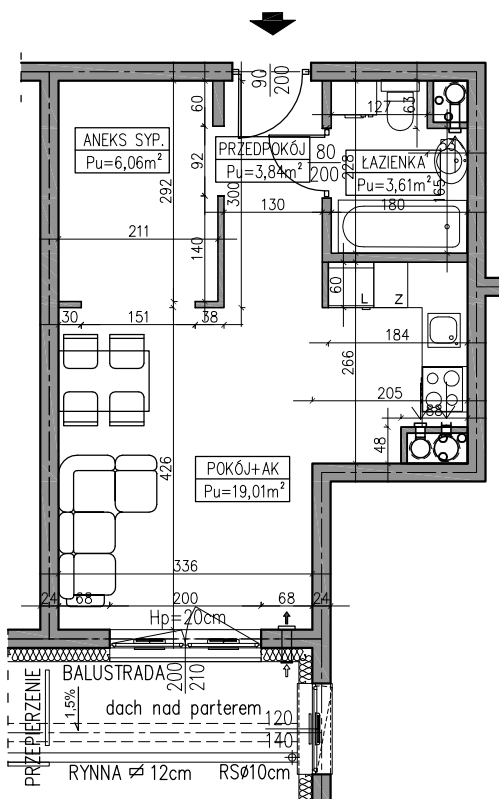 90
200
60
127
63
ANEKS SYP.
Pu=6,06m²
PRZEDPOKÓJ
Pu=3,84m²
80
200
ŁAZIENKA
Pu=3,61m²
92
292
300
228
165
130
180
211
140
60
L
Z
30
151
38
184
266
205
88
48
426
POKÓJ+AK
Pu=19,01m²
336
24
68
200
68
24
Hp=20cm
BALUSTRADA
200
210
PRZEPIERZENIE
1,5%
dach nad parterem
120
140
RYNNA ⌀ 12cm
RSø10cm